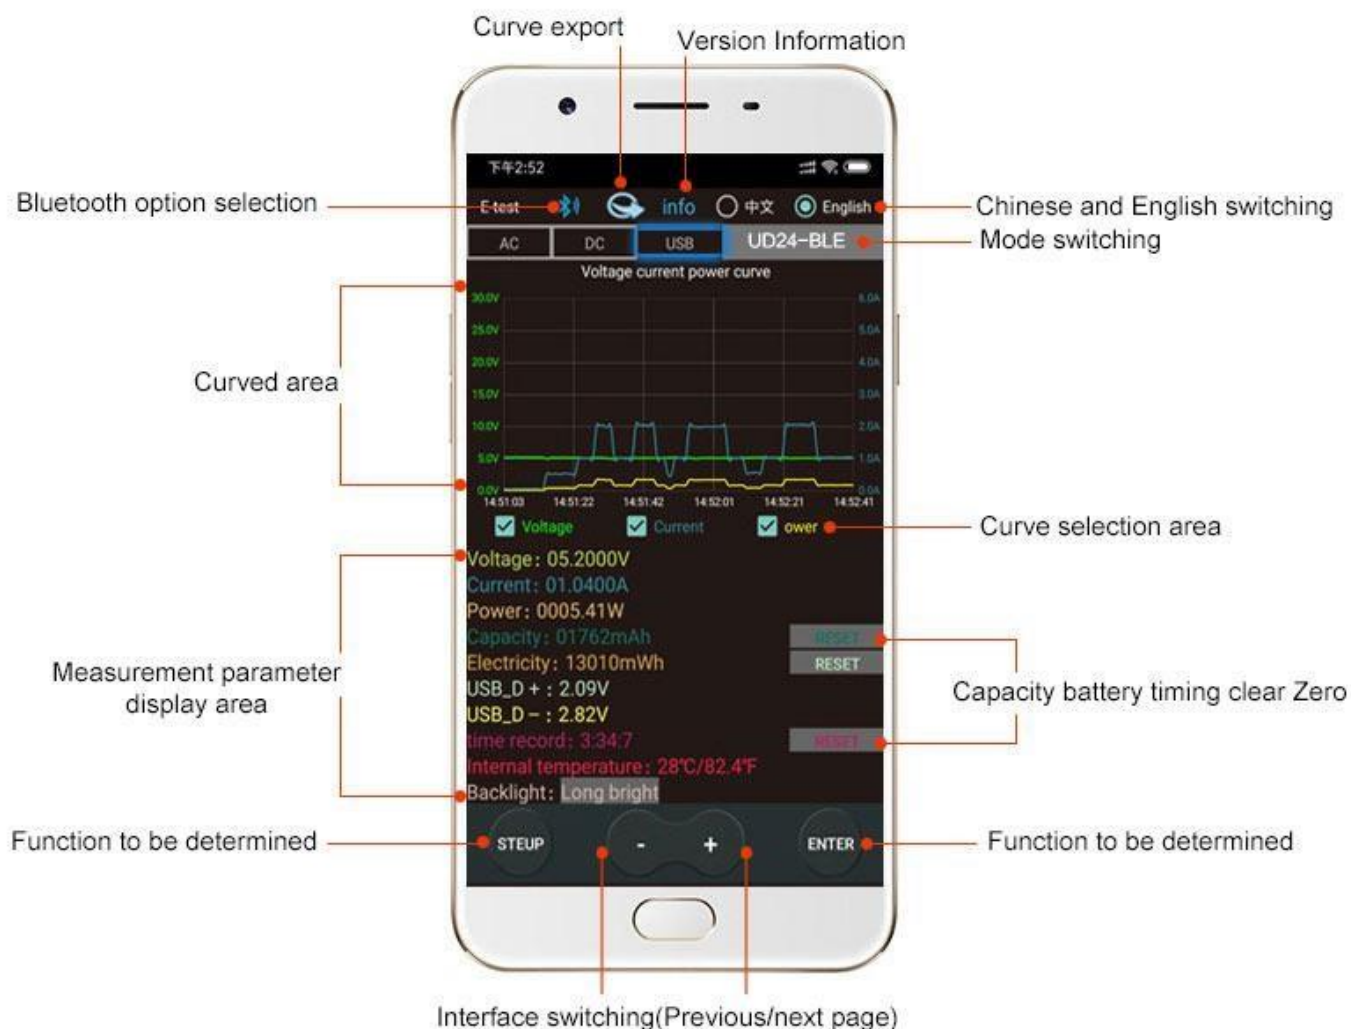 Curve export
Version Information
下午2:52
Bluetooth option selection
E-test
info
中文
English
Chinese and English switching
AC
DC
USB
UD24-BLE
Mode switching
Voltage current power curve
30.0V
6.0A
25.0V
5.0A
20.0V
4.0A
Curved area
15.0V
3.0A
10.0V
2.0A
5.0V
1.0A
0.0V
0.0A
14:51:03 14:51:22 14:51:42 14:52:01 14:52:21 14:52:41
Voltage
Current
ower
Curve selection area
Voltage: 05.2000V
Current: 01.0400A
Power: 0005.41W
Capacity: 01762mAh
RESET
Electricity: 13010mWh
RESET
Measurement parameter
display area
USB_D +: 2.09V
USB_D -: 2.82V
Capacity battery timing clear Zero
time record: 3:34:7
RESET
Internal temperature: 28℃/82.4℉
Backlight: Long bright
Function to be determined
STEUP
-
+
ENTER
Function to be determined
Interface switching(Previous/next page)